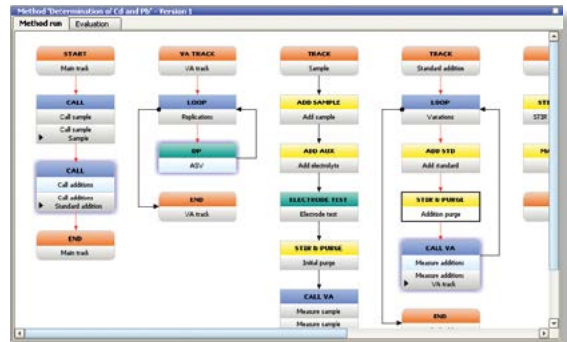 Method 'Determination of Cd and Pb' - Version 1
Method run
Evaluation
START
Main track
CALL
Call sample
Call sample
Sample
CALL
Call additions
Call additions
Standard addition
END
Main track
VA TRACK
VA track
LOOP
Replications
DP
ASV
END
VA track
TRACK
Sample
ADD SAMPLE
Add sample
ADD AUX
Add electrolyte
ELECTRODE TEST
Electrode test
STIR & PURGE
Initial purge
CALL VA
Measure sample
Measure sample
TRACK
Standard addition
LOOP
Variations
ADD STD
Add standard
STIR & PURGE
Addition purge
CALL VA
Measure additions
Measure additions
VA track
END
STIR